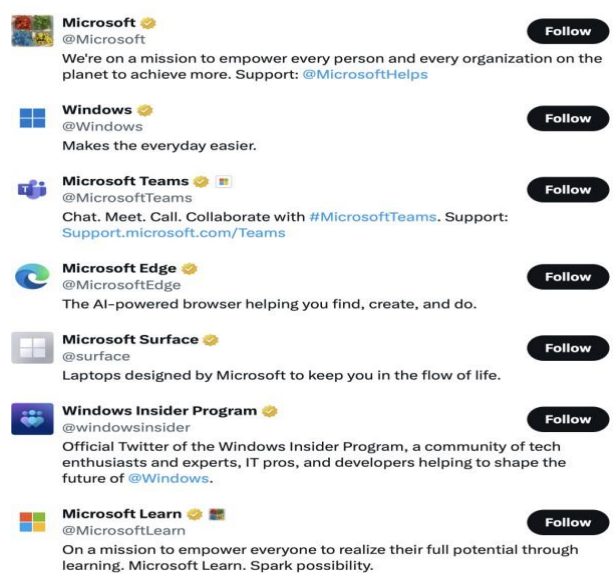 Microsoft
Follow
@Microsoft
We're on a mission to empower every person and every organization on the
planet to achieve more. Support: @MicrosoftHelps
Windows
Follow
@Windows
Makes the everyday easier.
Microsoft Teams
Follow
@MicrosoftTeams
Chat. Meet. Call. Collaborate with #MicrosoftTeams. Support:
Support.microsoft.com/Teams
Microsoft Edge
Follow
@MicrosoftEdge
The AI-powered browser helping you find, create, and do.
Microsoft Surface
Follow
@surface
Laptops designed by Microsoft to keep you in the flow of life.
Windows Insider Program
Follow
@windowsinsider
Official Twitter of the Windows Insider Program, a community of tech
enthusiasts and experts, IT pros, and developers helping to shape the
future of @Windows.
Microsoft Learn
Follow
@MicrosoftLearn
On a mission to empower everyone to realize their full potential through
learning. Microsoft Learn. Spark possibility.